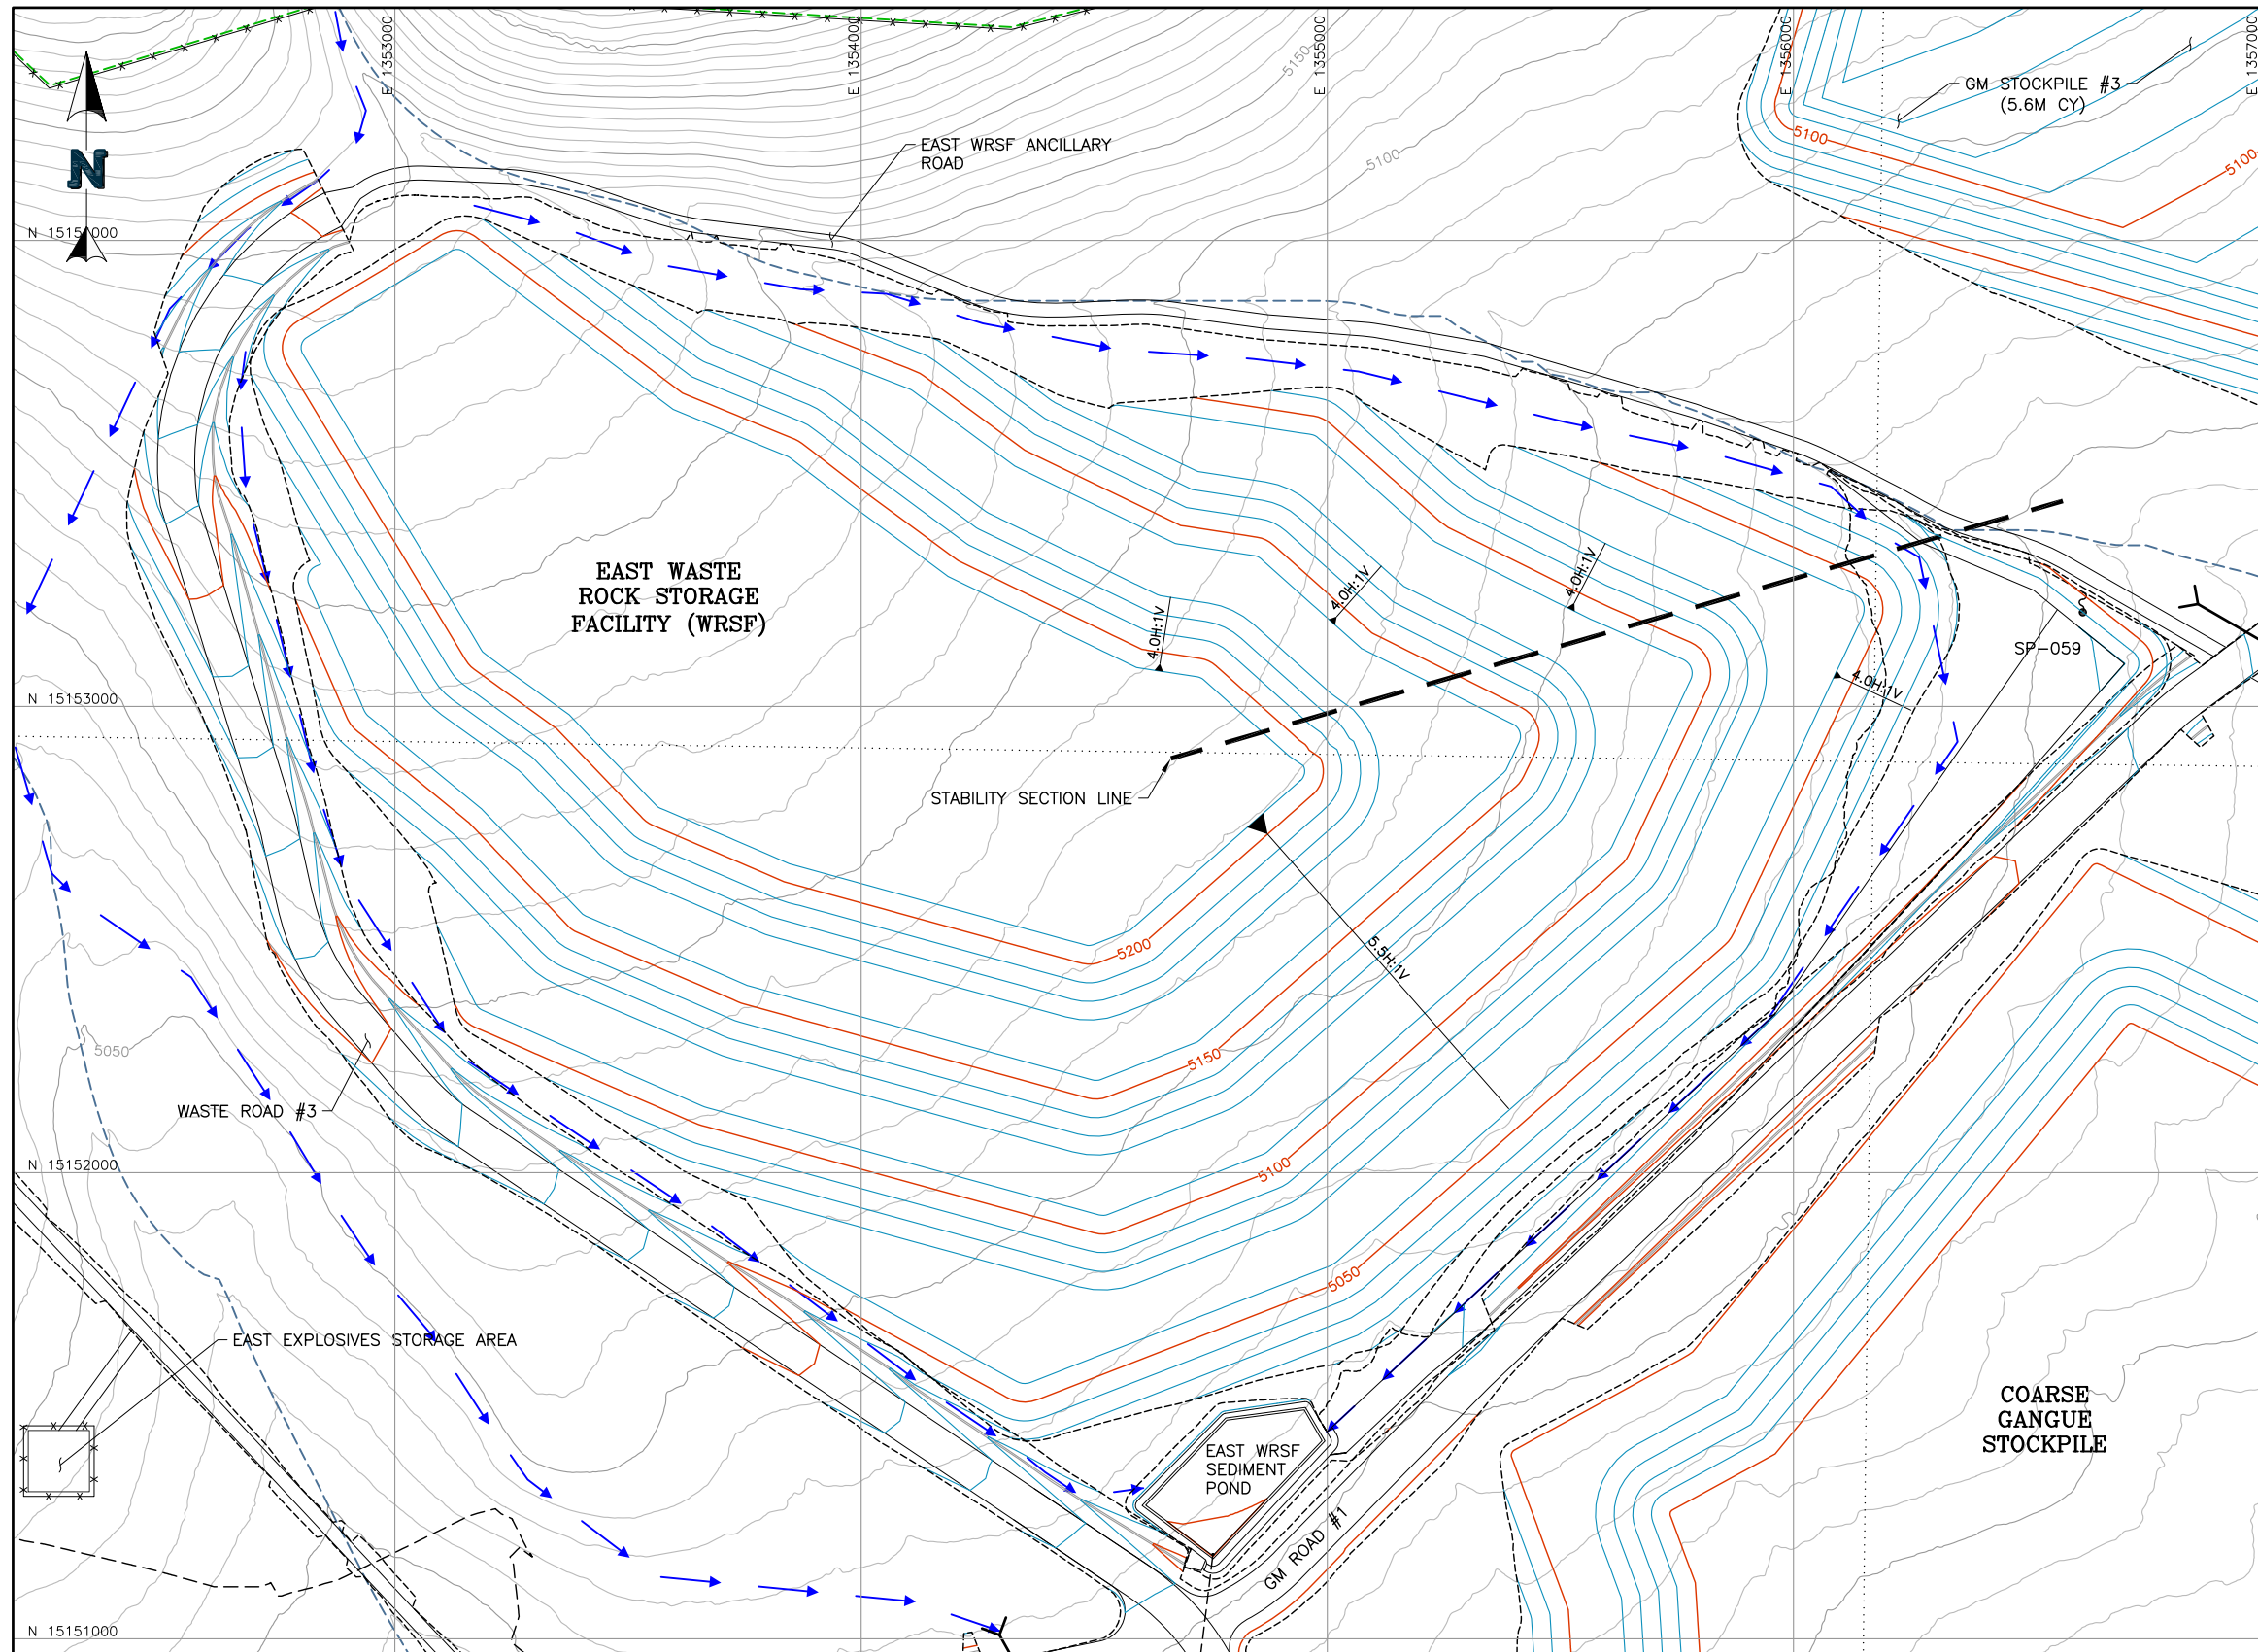 E 1353000
E 1354000
E 1355000
E 1356000
E 1357000
5150
GM STOCKPILE #3
(5.6M CY)
5100
5100
5100
EAST WRSF ANCILLARY
ROAD
N
EAST WASTE
ROCK STORAGE
FACILITY (WRSF)
4.0H:1V
4.0H:1V
4.0H:1V
4.0H:1V
SP-059
N 15153000
STABILITY SECTION LINE
5200
5.5H:1V
5150
5050
WASTE ROAD #3
N 15152000
5100
5050
EAST EXPLOSIVES STORAGE AREA
COARSE
GANGUE
STOCKPILE
EAST WRSF
SEDIMENT
POND
GM ROAD #1
N 15151000